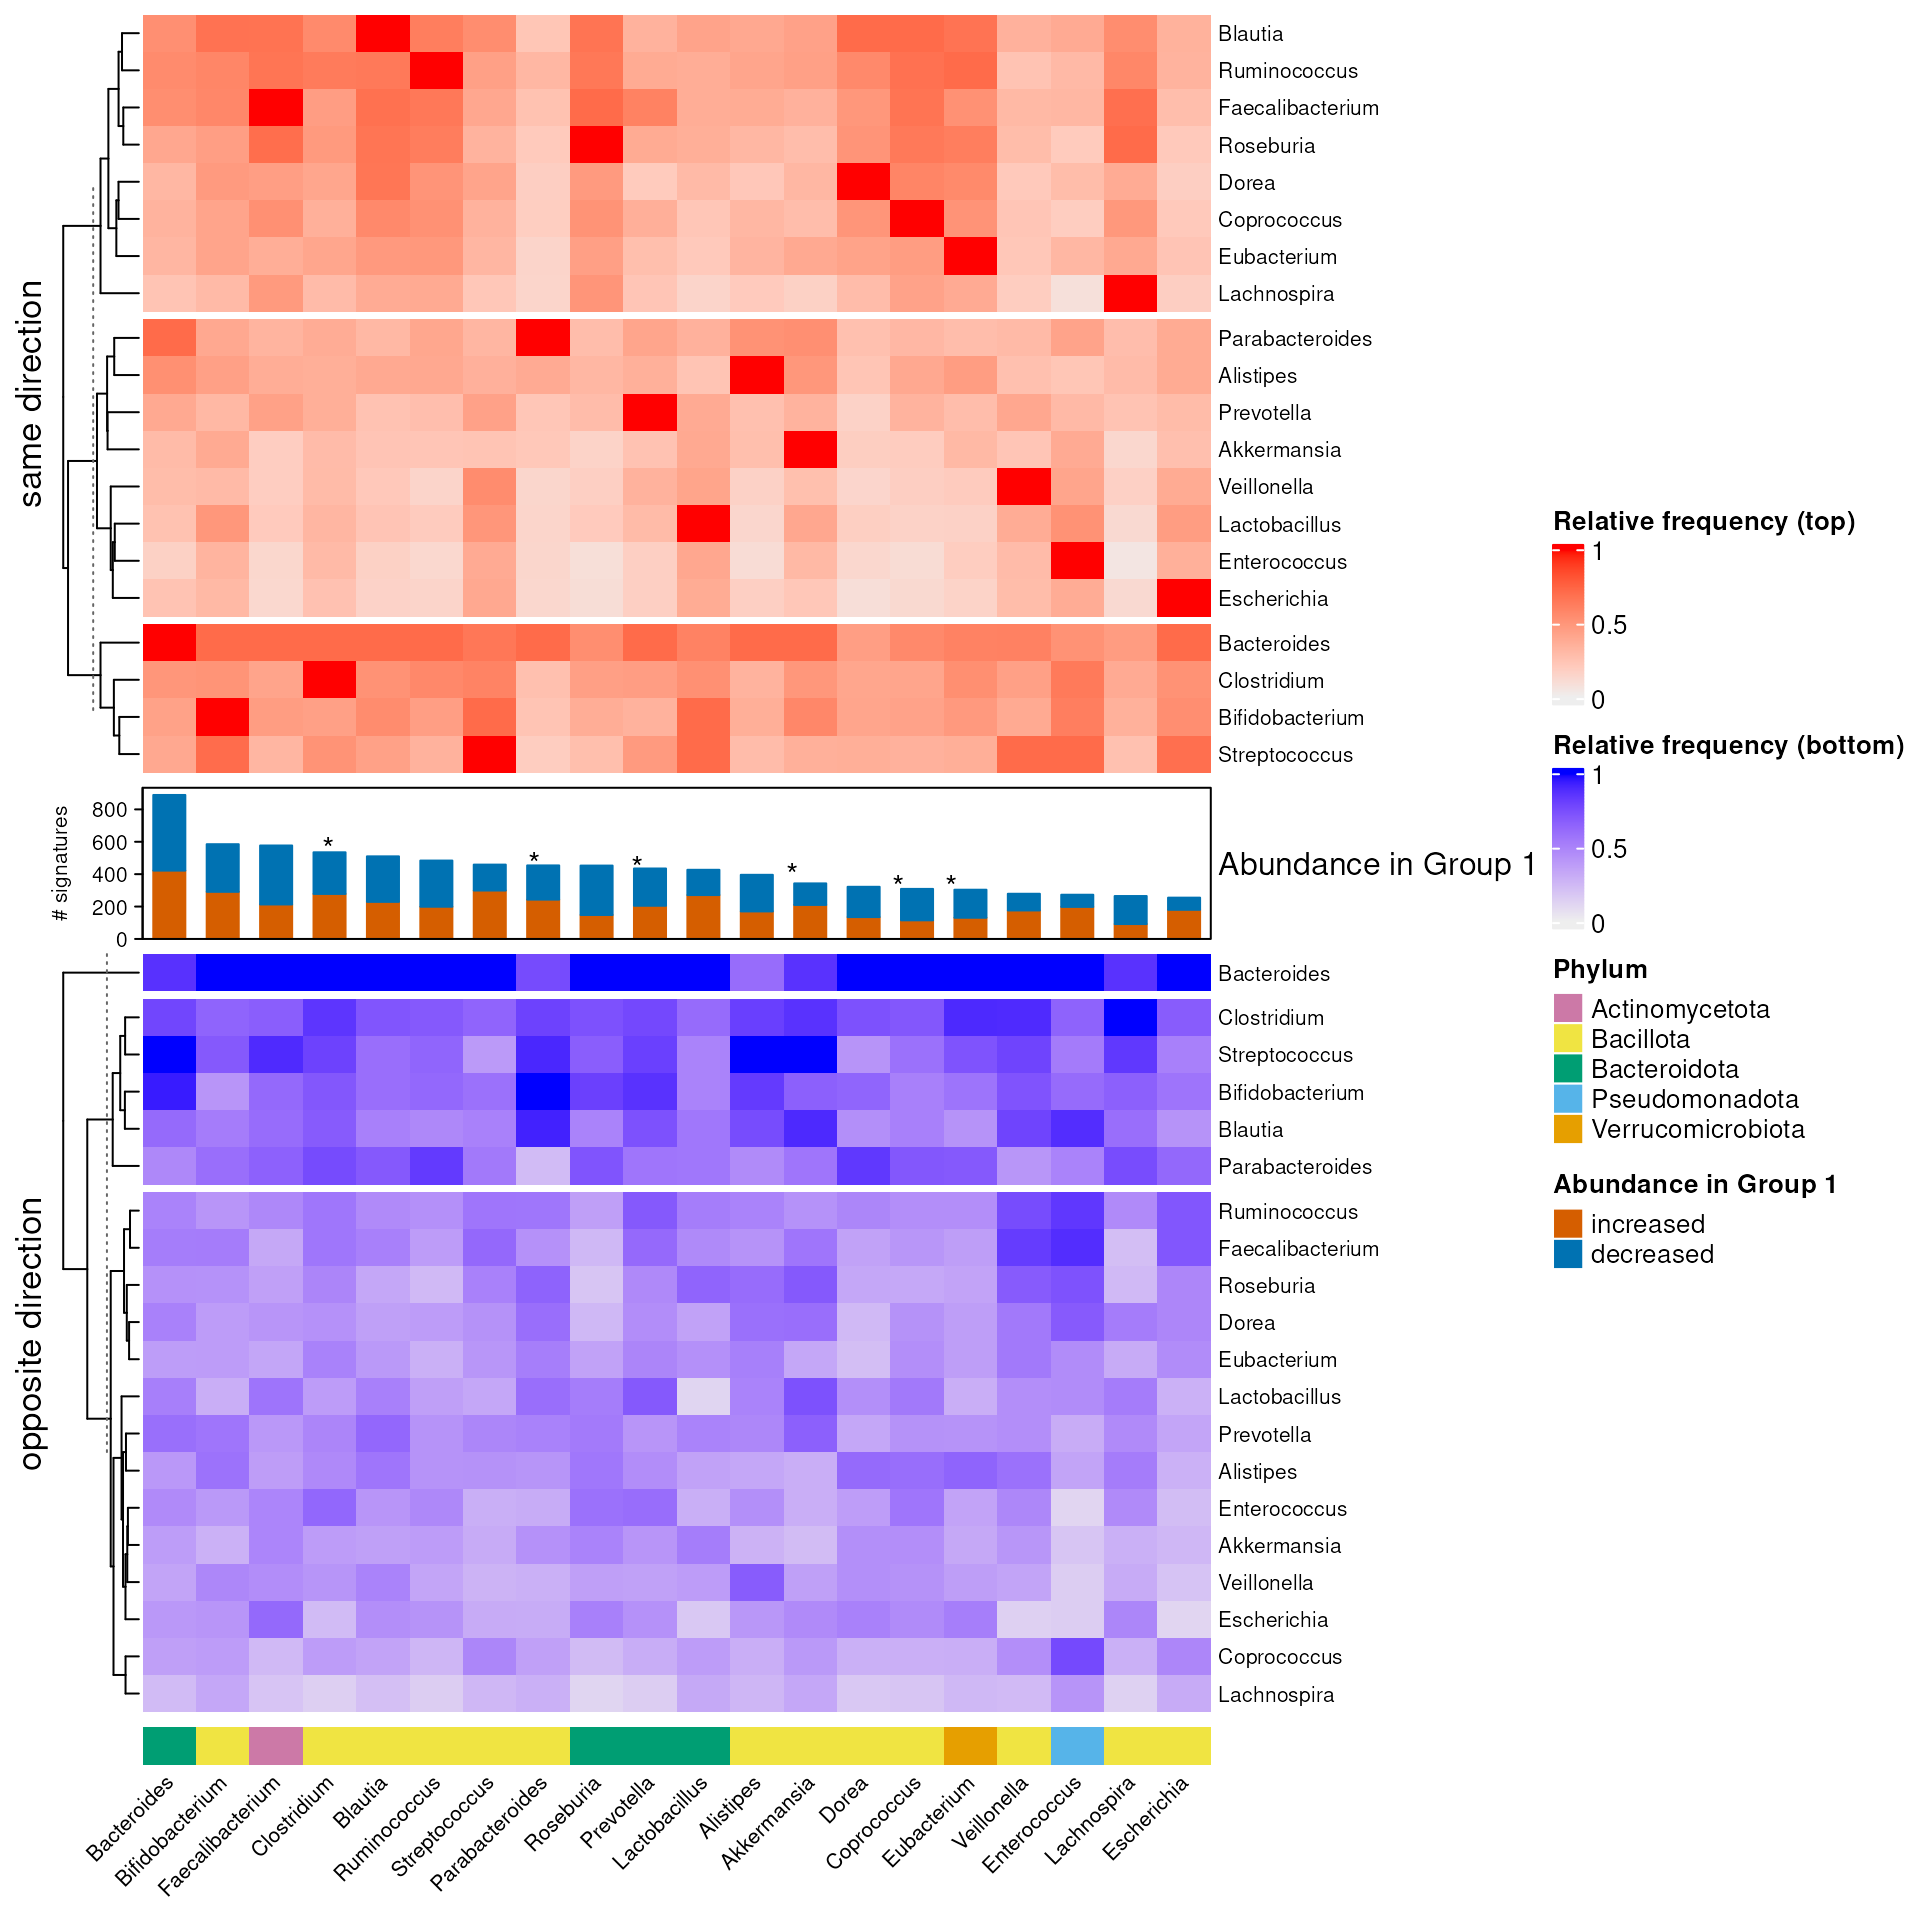 same direction
Blautia
Ruminococcus
Faecalibacterium
Roseburia
Dorea
Coprococcus
Eubacterium
Lachnospira
Parabacteroides
Alistipes
Prevotella
Akkermansia
Veillonella
Lactobacillus
Enterococcus
Escherichia
Bacteroides
Clostridium
Bifidobacterium
Streptococcus
# signatures
800
600
400
200
0
* * * * * *
Abundance in Group 1
opposite direction
Bacteroides
Clostridium
Streptococcus
Bifidobacterium
Blautia
Parabacteroides
Ruminococcus
Faecalibacterium
Roseburia
Dorea
Eubacterium
Lactobacillus
Prevotella
Alistipes
Enterococcus
Akkermansia
Veillonella
Escherichia
Coprococcus
Lachnospira
Bacteroides
Bifidobacterium
Faecalibacterium
Clostridium
Blautia
Ruminococcus
Streptococcus
Parabacteroides
Roseburia
Prevotella
Lactobacillus
Alistipes
Akkermansia
Dorea
Coprococcus
Eubacterium
Veillonella
Enterococcus
Lachnospira
Escherichia
Relative frequency (top)
1
0.5
0
Relative frequency (bottom)
1
0.5
0
Phylum
Actinomycetota
Bacillota
Bacteroidota
Pseudomonadota
Verrucomicrobiota
Abundance in Group 1
increased
decreased